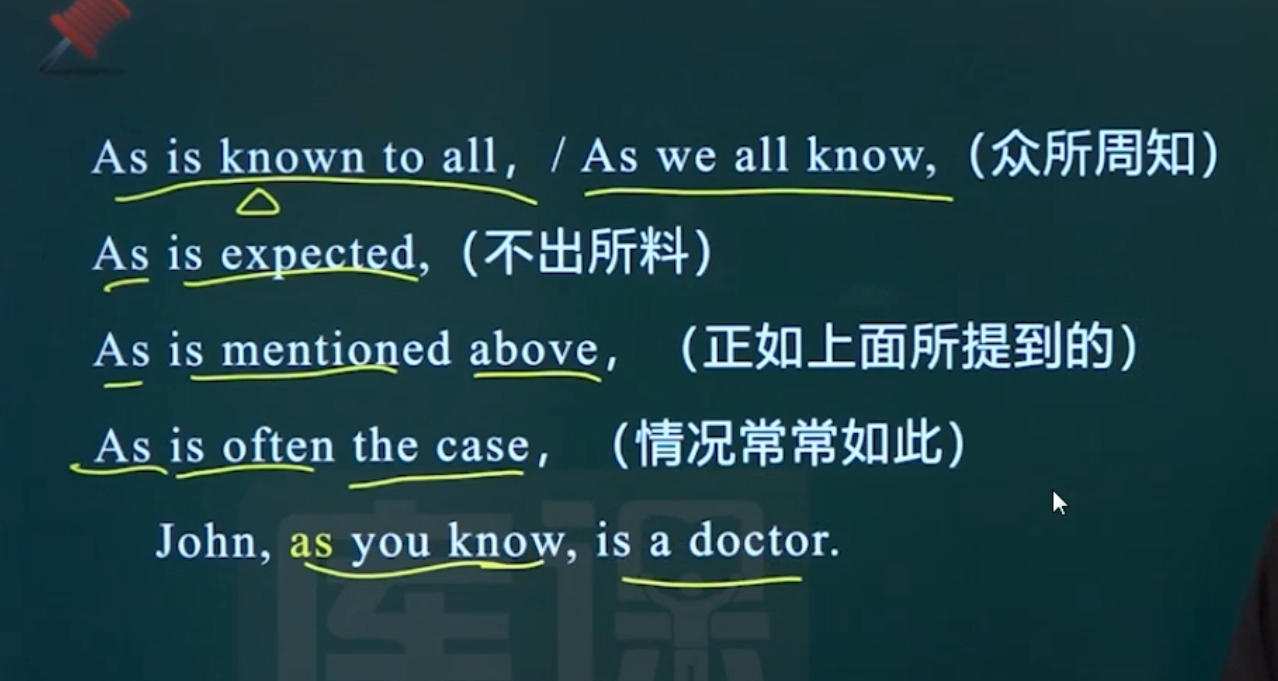 As is known to all, / As we all know,（众所周知）
As is expected,（不出所料）
As is mentioned above, （正如上面所提到的）
As is often the case, （情况常常如此）
John, as you know, is a doctor.
库课